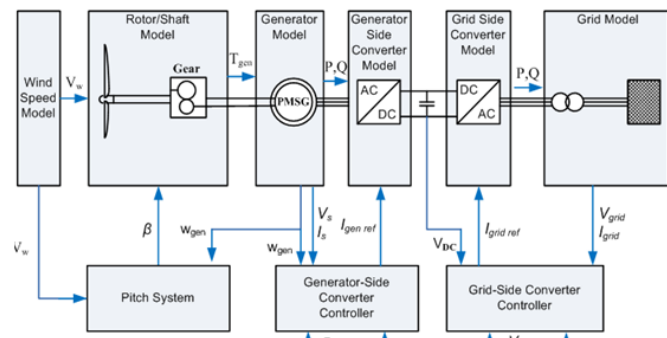 Rotor/Shaft
Model
Generator
Model
Generator
Side
Converter
Model
Grid Side
Converter
Model
Grid Model
Wind
Speed
Model
Vw
Gear
Tgen
PMSG
P,Q
AC
DC
DC
AC
P,Q
Vw
β
wgen
wgen
Vs
Is
Igen ref
VDC
Igrid ref
Vgrid
Igrid
Pitch System
Generator-Side
Converter
Controller
Grid-Side Converter
Controller